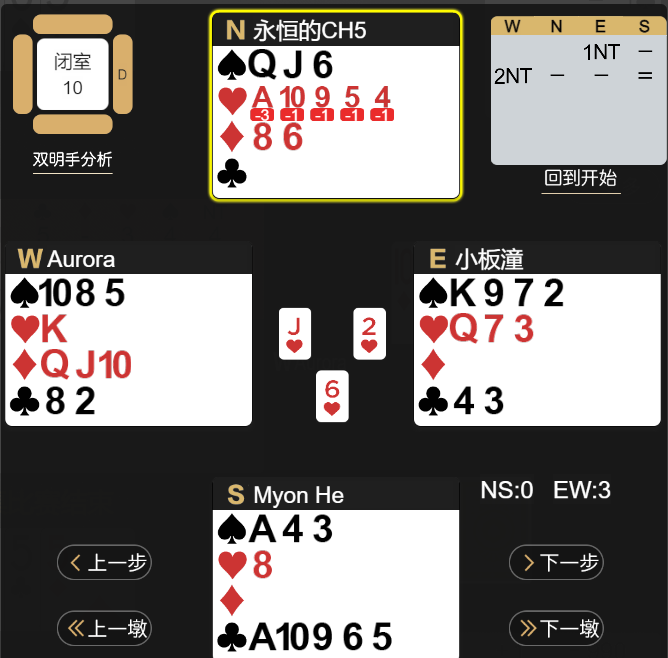 闭室
10
D
双明手分析
N 永恒的CH5
♠Q J 6
♥A 10 9 5 4
-3 -1 -1 -1 -1
♦8 6
♣
W N E S
1NT –
2NT – – =
回到开始
W Aurora
♠10 8 5
♥K
♦Q J 10
♣8 2
E 小板潼
♠K 9 7 2
♥Q 7 3
♦
♣4 3
J♥
2♥
6♥
S Myon He
♠A 4 3
♥8
♦
♣A 10 9 6 5
NS:0 EW:3
上一步
下一步
上一墩
下一墩